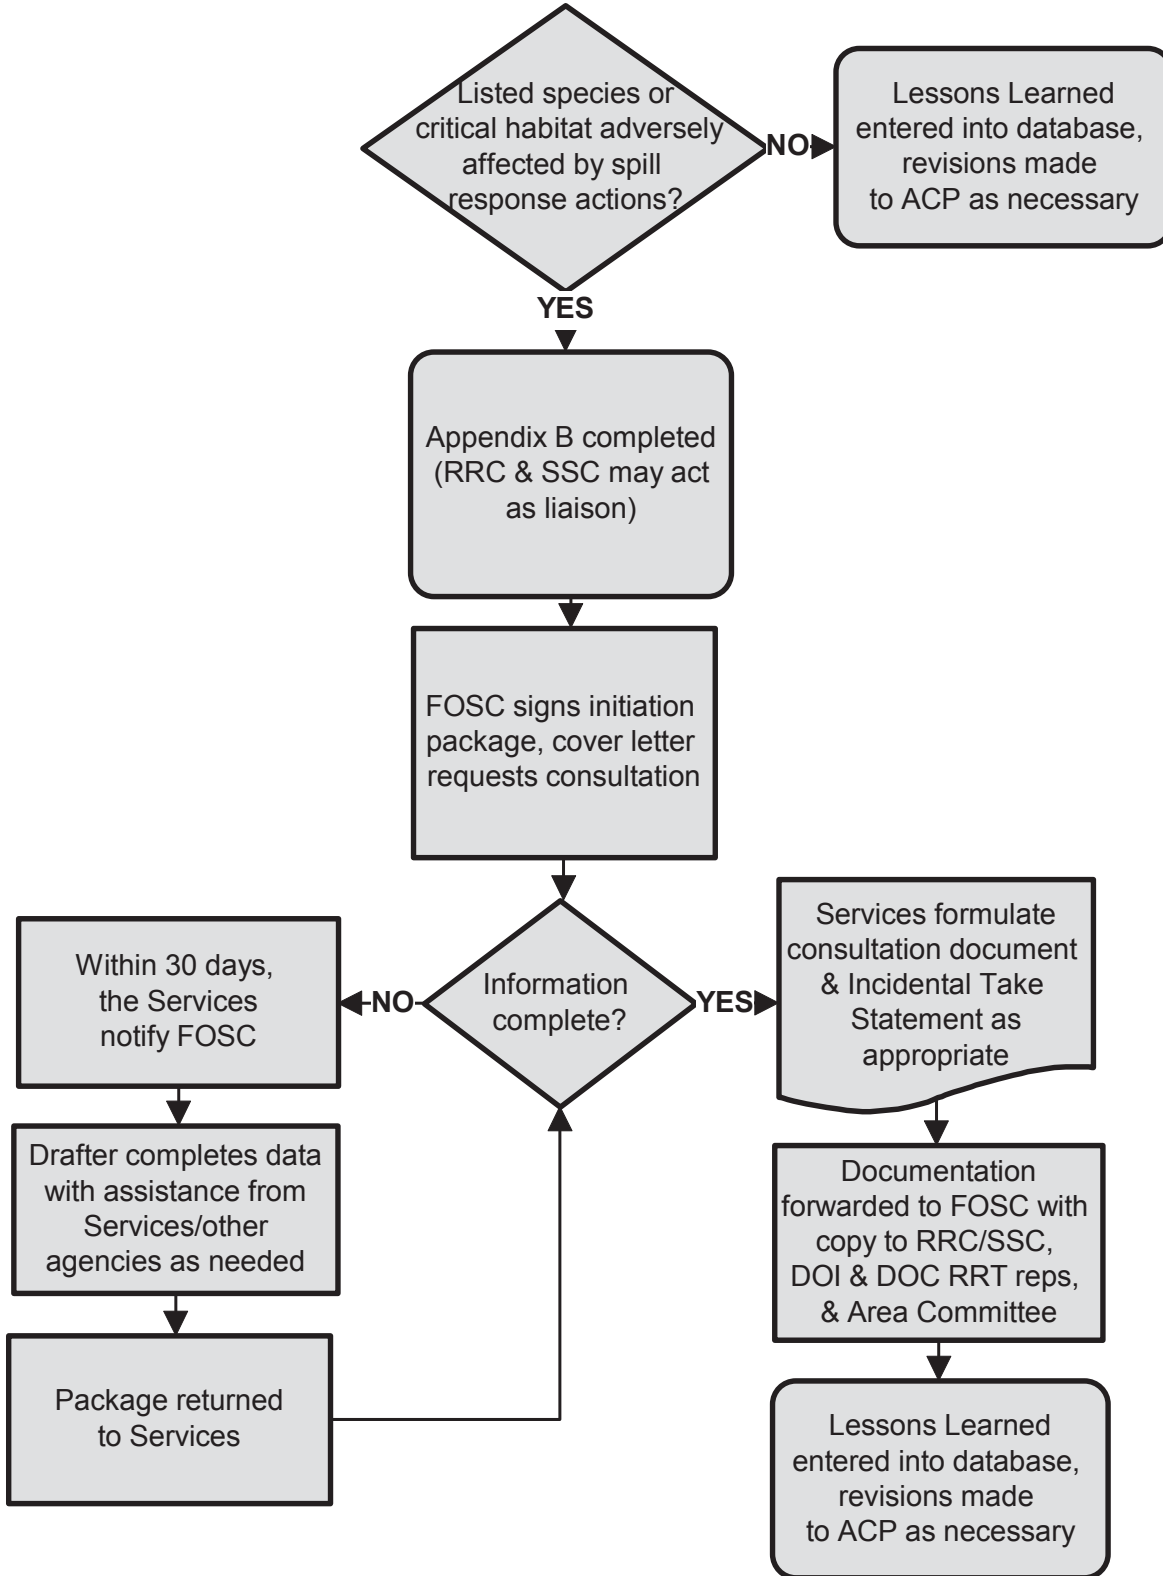 Listed species or
critical habitat adversely
affected by spill
response actions?
NO
Lessons Learned
entered into database,
revisions made
to ACP as necessary
YES
Appendix B completed
(RRC & SSC may act
as liaison)
FOSC signs initiation
package, cover letter
requests consultation
Information
complete?
NO
Within 30 days,
the Services
notify FOSC
Drafter completes data
with assistance from
Services/other
agencies as needed
Package returned
to Services
YES
Services formulate
consultation document
& Incidental Take
Statement as
appropriate
Documentation
forwarded to FOSC with
copy to RRC/SSC,
DOI & DOC RRT reps,
& Area Committee
Lessons Learned
entered into database,
revisions made
to ACP as necessary